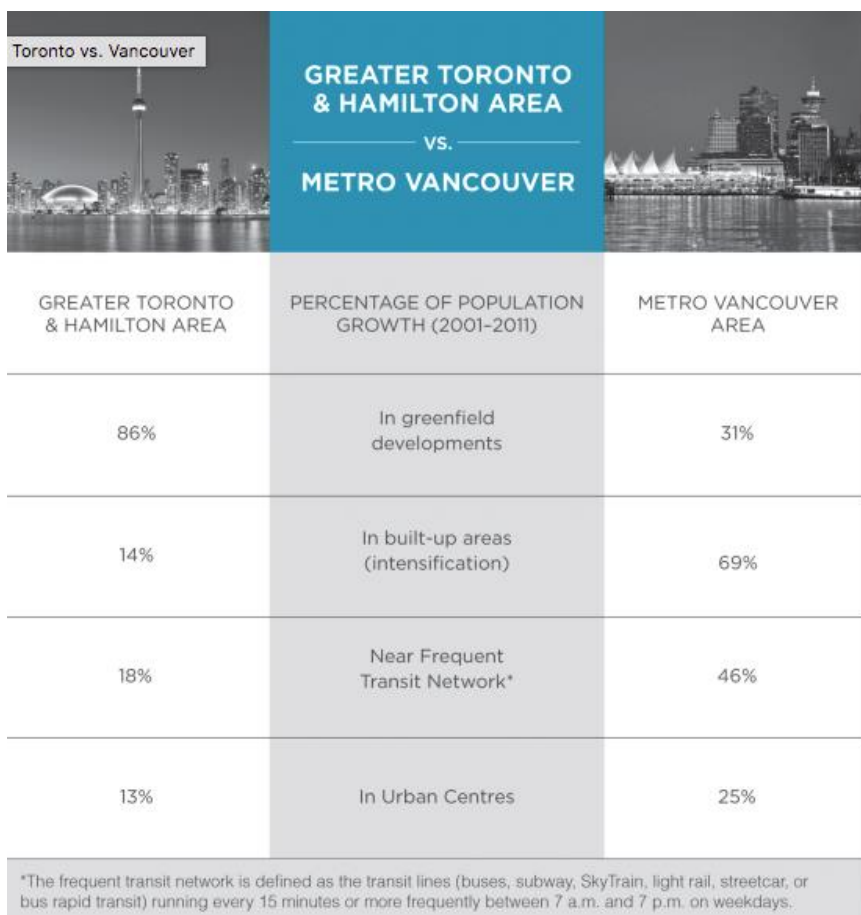 Toronto vs. Vancouver
GREATER TORONTO
& HAMILTON AREA
VS.
METRO VANCOUVER
GREATER TORONTO
& HAMILTON AREA
PERCENTAGE OF POPULATION
GROWTH (2001–2011)
METRO VANCOUVER
AREA
86%
In greenfield
developments
31%
14%
In built-up areas
(intensification)
69%
18%
Near Frequent
Transit Network*
46%
13%
In Urban Centres
25%
*The frequent transit network is defined as the transit lines (buses, subway, SkyTrain, light rail, streetcar, or
bus rapid transit) running every 15 minutes or more frequently between 7 a.m. and 7 p.m. on weekdays.